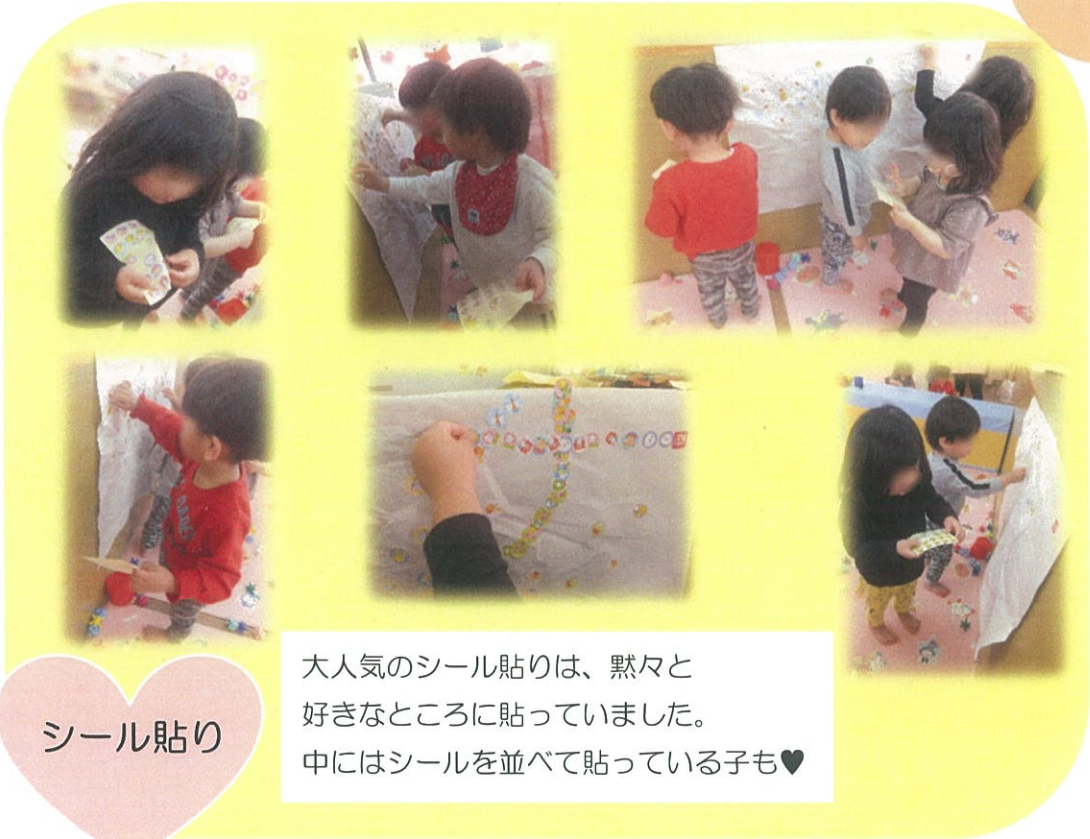 大人気のシール貼りは、黙々と
好きなところに貼っていました。
中にはシールを並べて貼っている子も♥
シール貼り